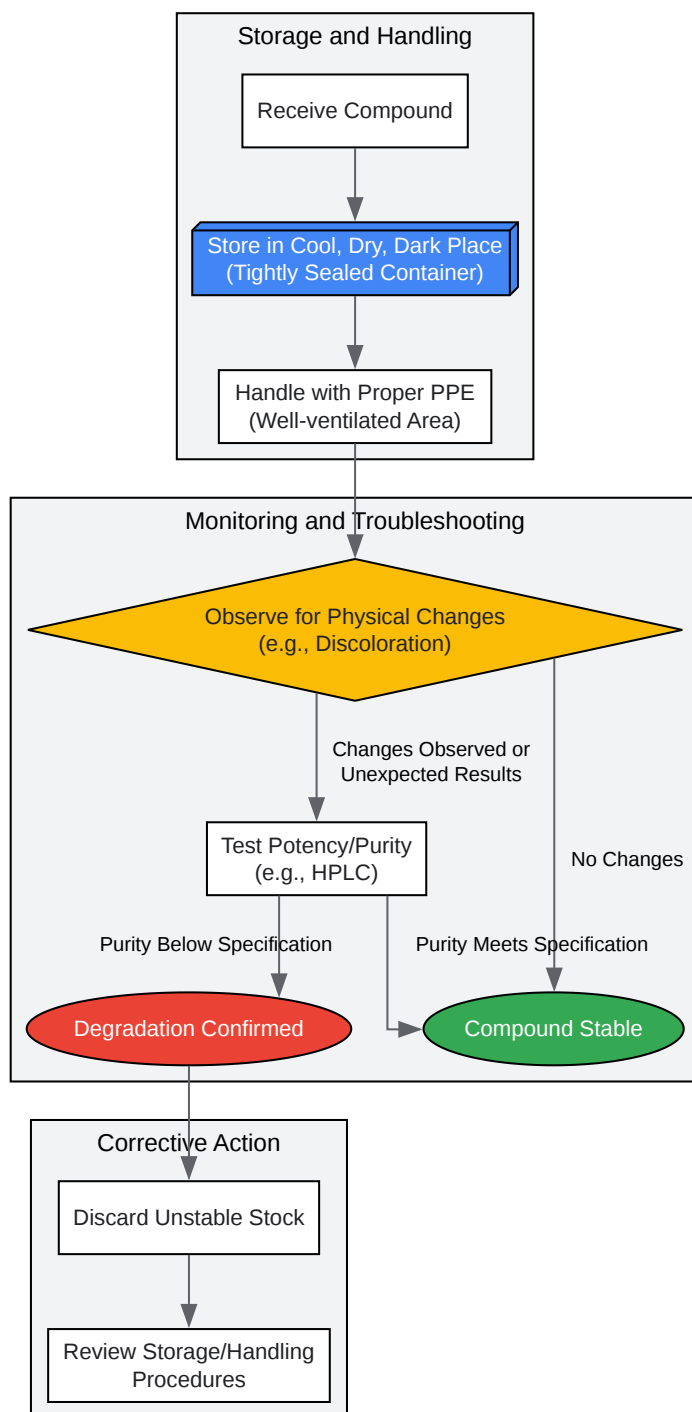 Storage and Handling
Receive Compound
Store in Cool, Dry, Dark Place
(Tightly Sealed Container)
Handle with Proper PPE
(Well-ventilated Area)
Monitoring and Troubleshooting
Observe for Physical Changes
(e.g., Discoloration)
Changes Observed or
Unexpected Results
Test Potency/Purity
(e.g., HPLC)
No Changes
Purity Below Specification
Purity Meets Specification
Degradation Confirmed
Compound Stable
Corrective Action
Discard Unstable Stock
Review Storage/Handling
Procedures